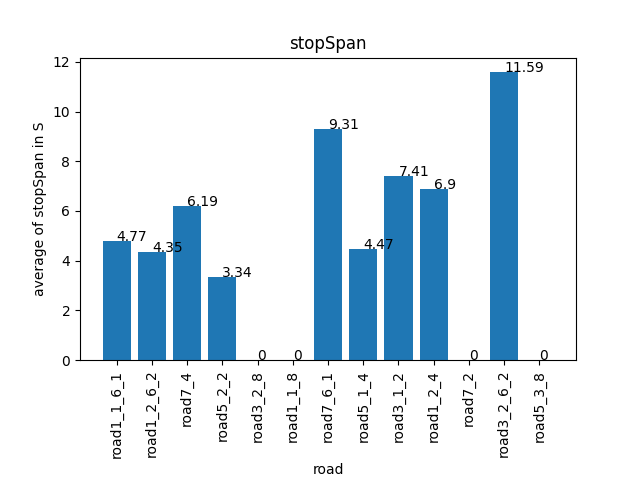 stopSpan
average of stopSpan in S
12
10
8
6
4
2
0
4.77
4.35
6.19
3.34
0
0
9.31
4.47
7.41
6.9
0
11.59
0
road1_1_6_1
road1_2_6_2
road7_4
road5_2_2
road3_2_8
road1_1_8
road7_6_1
road5_1_4
road3_1_2
road1_2_4
road7_2
road3_2_6_2
road5_3_8
road